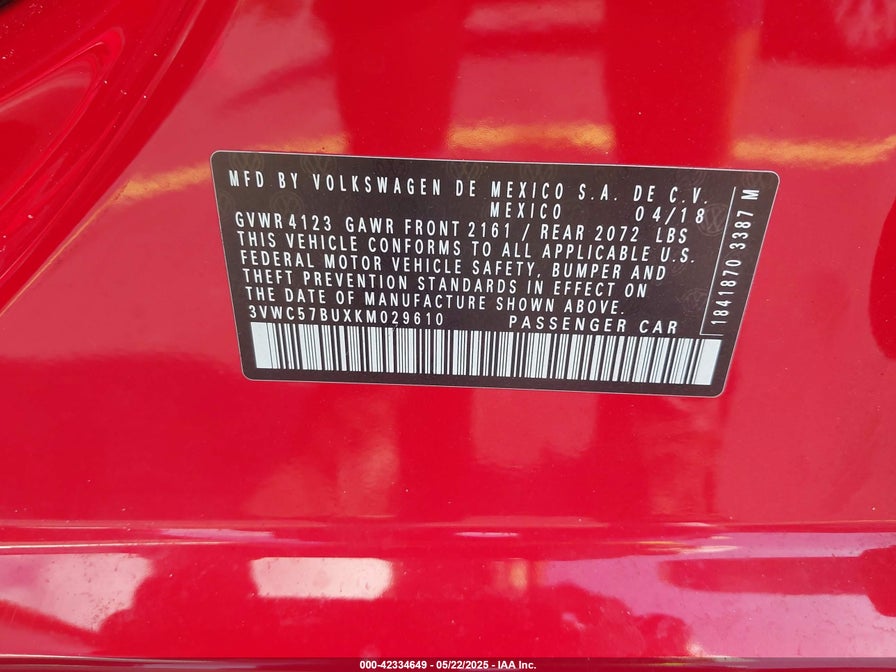 MFD BY VOLKSWAGEN DE MEXICO S.A. DE C.V.
MEXICO 04/18
GVWR 4123 GAWR FRONT 2161 / REAR 2072 LBS
THIS VEHICLE CONFORMS TO ALL APPLICABLE U.S.
FEDERAL MOTOR VEHICLE SAFETY, BUMPER AND
THEFT PREVENTION STANDARDS IN EFFECT ON
THE DATE OF MANUFACTURE SHOWN ABOVE.
3VWC57BUXKM029610 PASSENGER CAR
1841870 3387 M
000-42334649 - 05/22/2025 - IAA Inc.